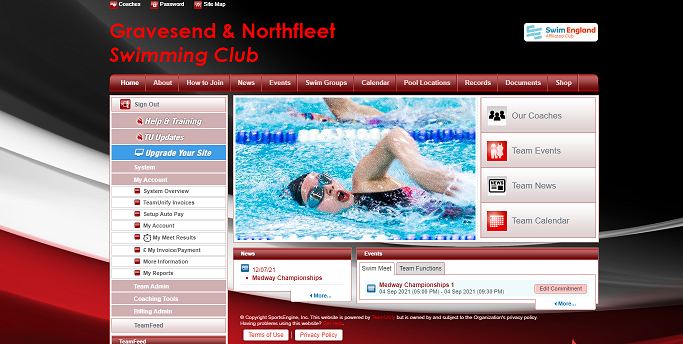 Coaches Password Site Map
Gravesend & Northfleet
Swimming Club
Swim England
Affiliated Club
Home About How to Join News Events Swim Groups Calendar Pool Locations Records Documents Shop
Sign Out
Help & Training
TU Updates
Upgrade Your Site
System
My Account
System Overview
TeamUnify Invoices
Setup Auto Pay
My Account
My Meet Results
£ My Invoice/Payment
More Information
My Reports
Team Admin
Coaching Tools
Billing Admin
TeamFeed
TeamFeed
Our Coaches
Team Events
Team News
Team Calendar
News
12/07/21
Medway Championships
More...
Events
Swim Meet Team Functions
Medway Championships 1
04 Sep 2021 (05:00 PM) - 04 Sep 2021 (09:30 PM)
Edit Commitment
More...
© Copyright SportsEngine, Inc. This website is powered by but is owned by and subject to the Organization's privacy policy.
Having problems using this website?
Terms of Use | Privacy Policy